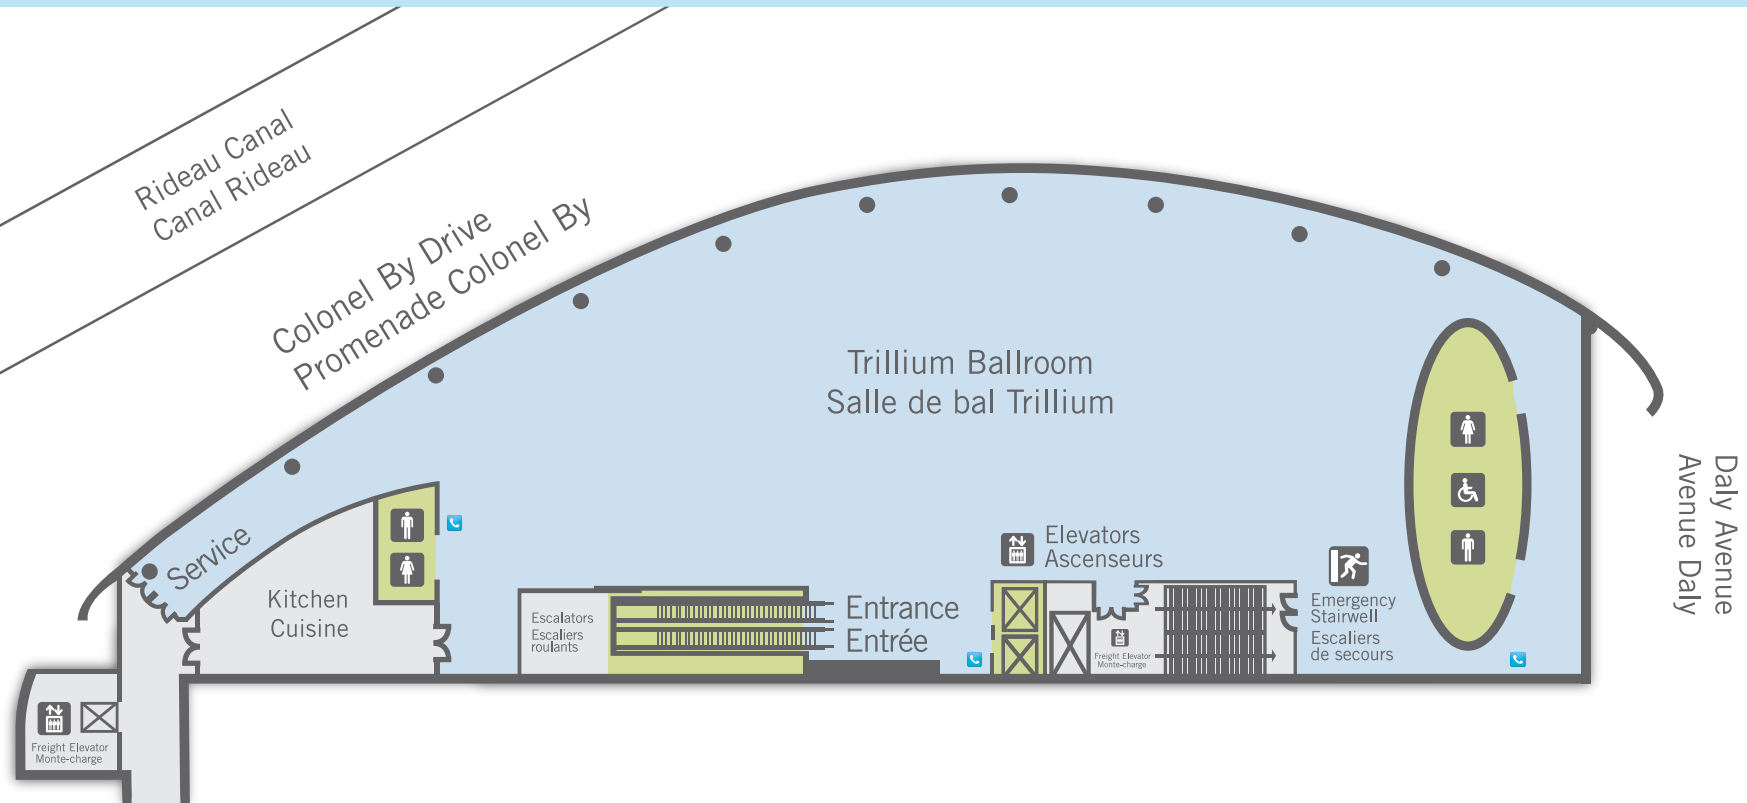 Rideau Canal
Canal Rideau
Colonel By Drive
Promenade Colonel By
Trillium Ballroom
Salle de bal Trillium
Daly Avenue
Avenue Daly
Service
Kitchen
Cuisine
Escalators
Escaliers
roulants
Entrance
Entrée
Elevators
Ascenseurs
Freight Elevator
Monte-charge
Emergency
Stairwell
Escaliers
de secours
Freight Elevator
Monte-charge